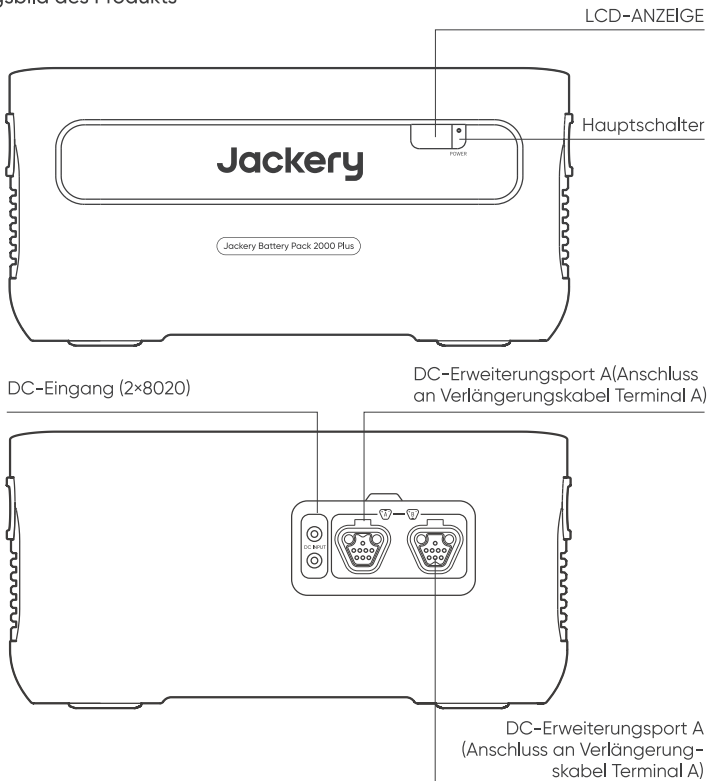 gsbild des Produkts
LCD-ANZEIGE
Hauptschalter
Jackery
POWER
Jackery Battery Pack 2000 Plus
DC-Eingang (2×8020)
DC-Erweiterungsport A(Anschluss
an Verlängerungskabel Terminal A)
A
B
DC INPUT
DC-Erweiterungsport A
(Anschluss an Verlängerung-
skabel Terminal A)